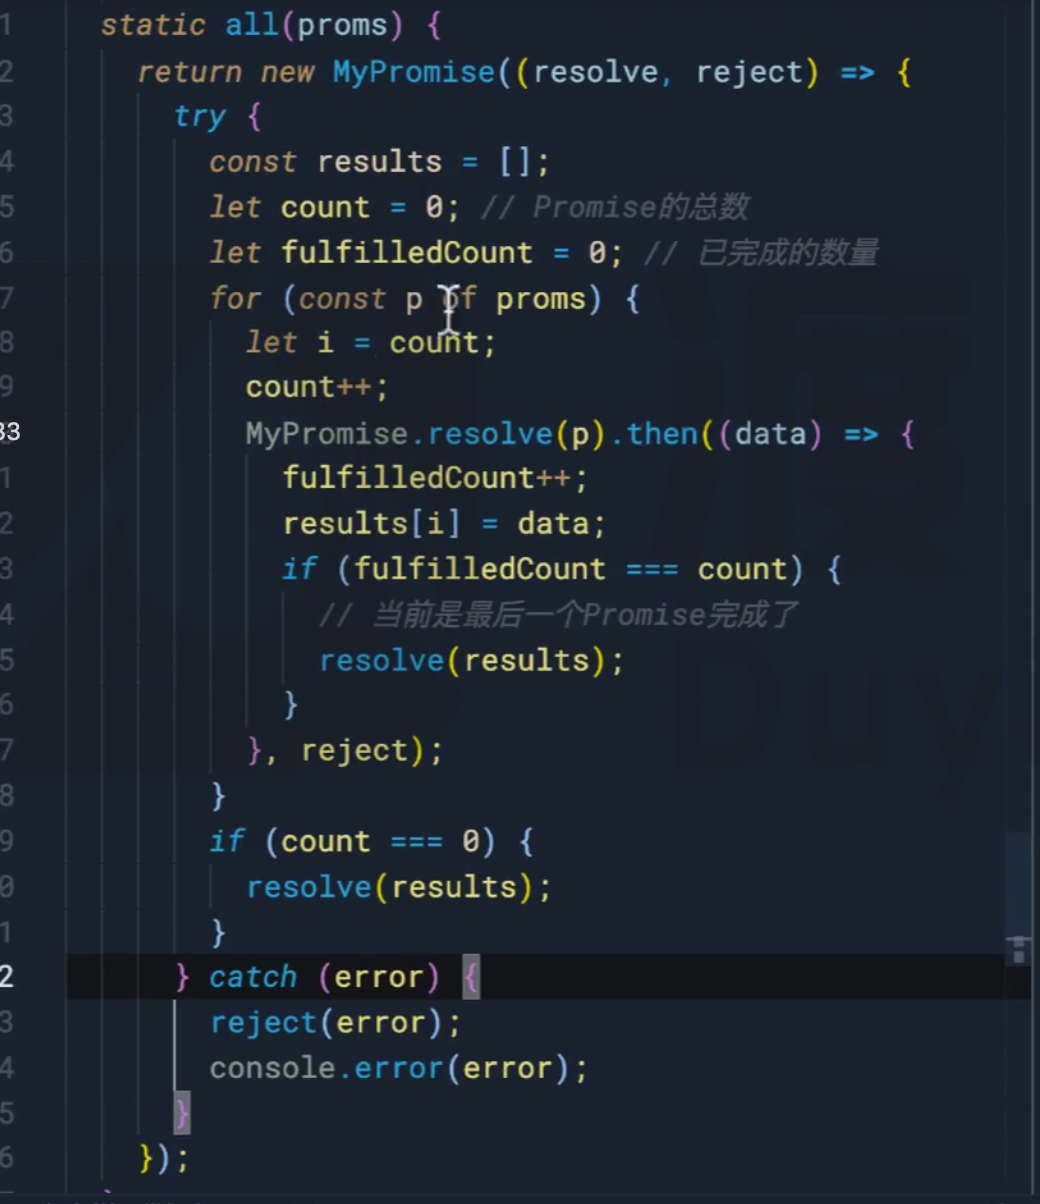 1 static all(proms) {
2 return new MyPromise((resolve, reject) => {
3 try {
4 const results = [];
5 let count = 0; // Promise的总数
6 let fulfilledCount = 0; // 已完成的数量
7 for (const p of proms) {
8 let i = count;
9 count++;
33 MyPromise.resolve(p).then((data) => {
1 fulfilledCount++;
2 results[i] = data;
3 if (fulfilledCount === count) {
4 // 当前是最后一个Promise完成了
5 resolve(results);
6 }
7 }, reject);
8 }
9 if (count === 0) {
0 resolve(results);
1 }
2 } catch (error) {
3 reject(error);
4 console.error(error);
5 }
6 });
Duy